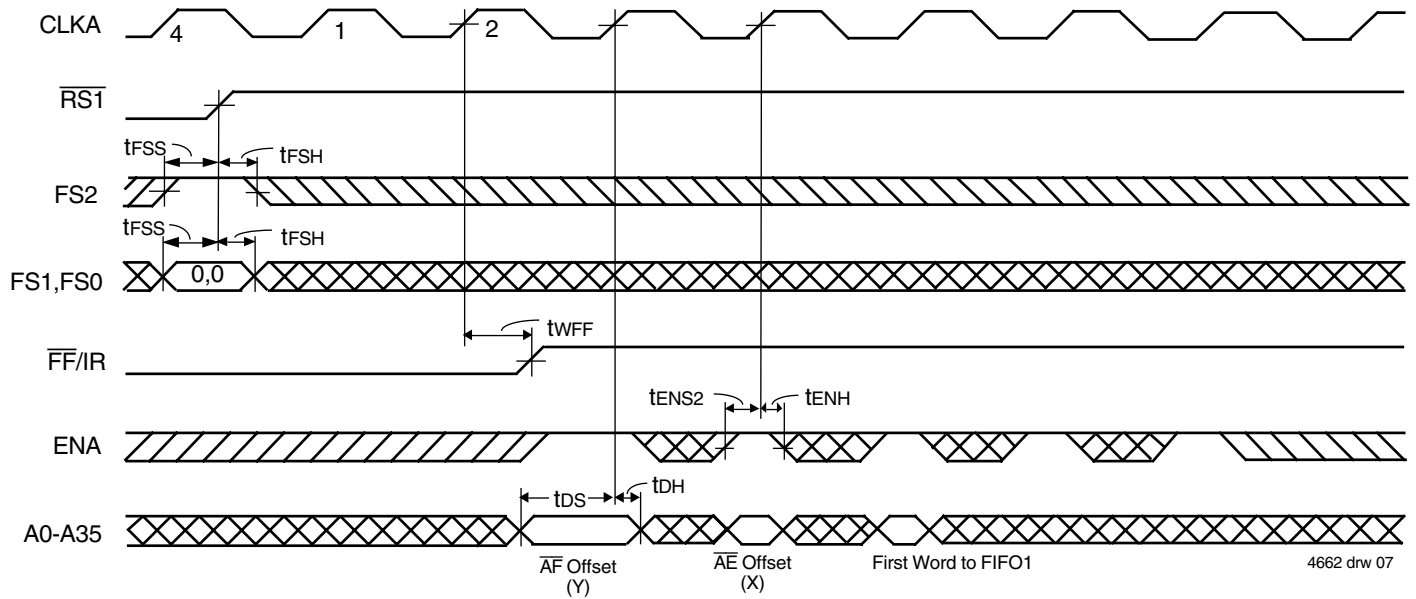 CLKA
4
1
2
RS1
tFSS
tFSH
FS2
tFSS
tFSH
FS1,FS0
0,0
tWFF
FF/IR
tENS2
tENH
ENA
tDS
tDH
A0-A35
AF Offset
(Y)
AE Offset
(X)
First Word to FIFO1
4662 drw 07